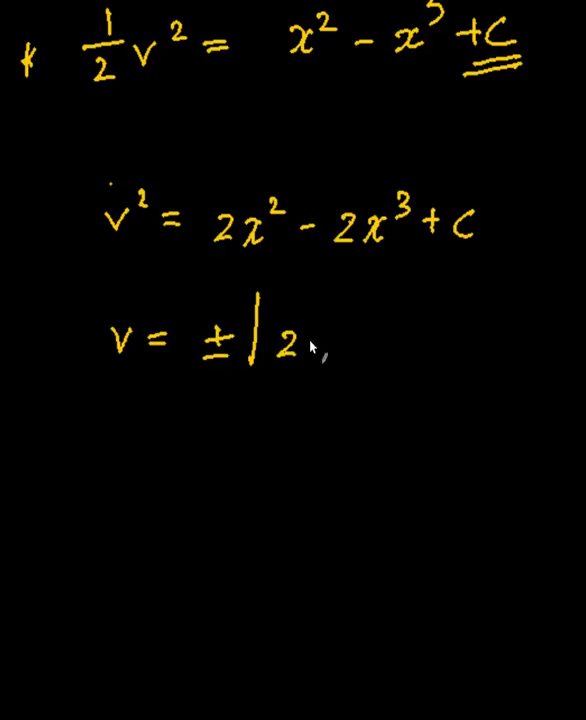 * 1/2 v² = x² - x³ + c
v² = 2x² - 2x³ + c
v = ± | 2